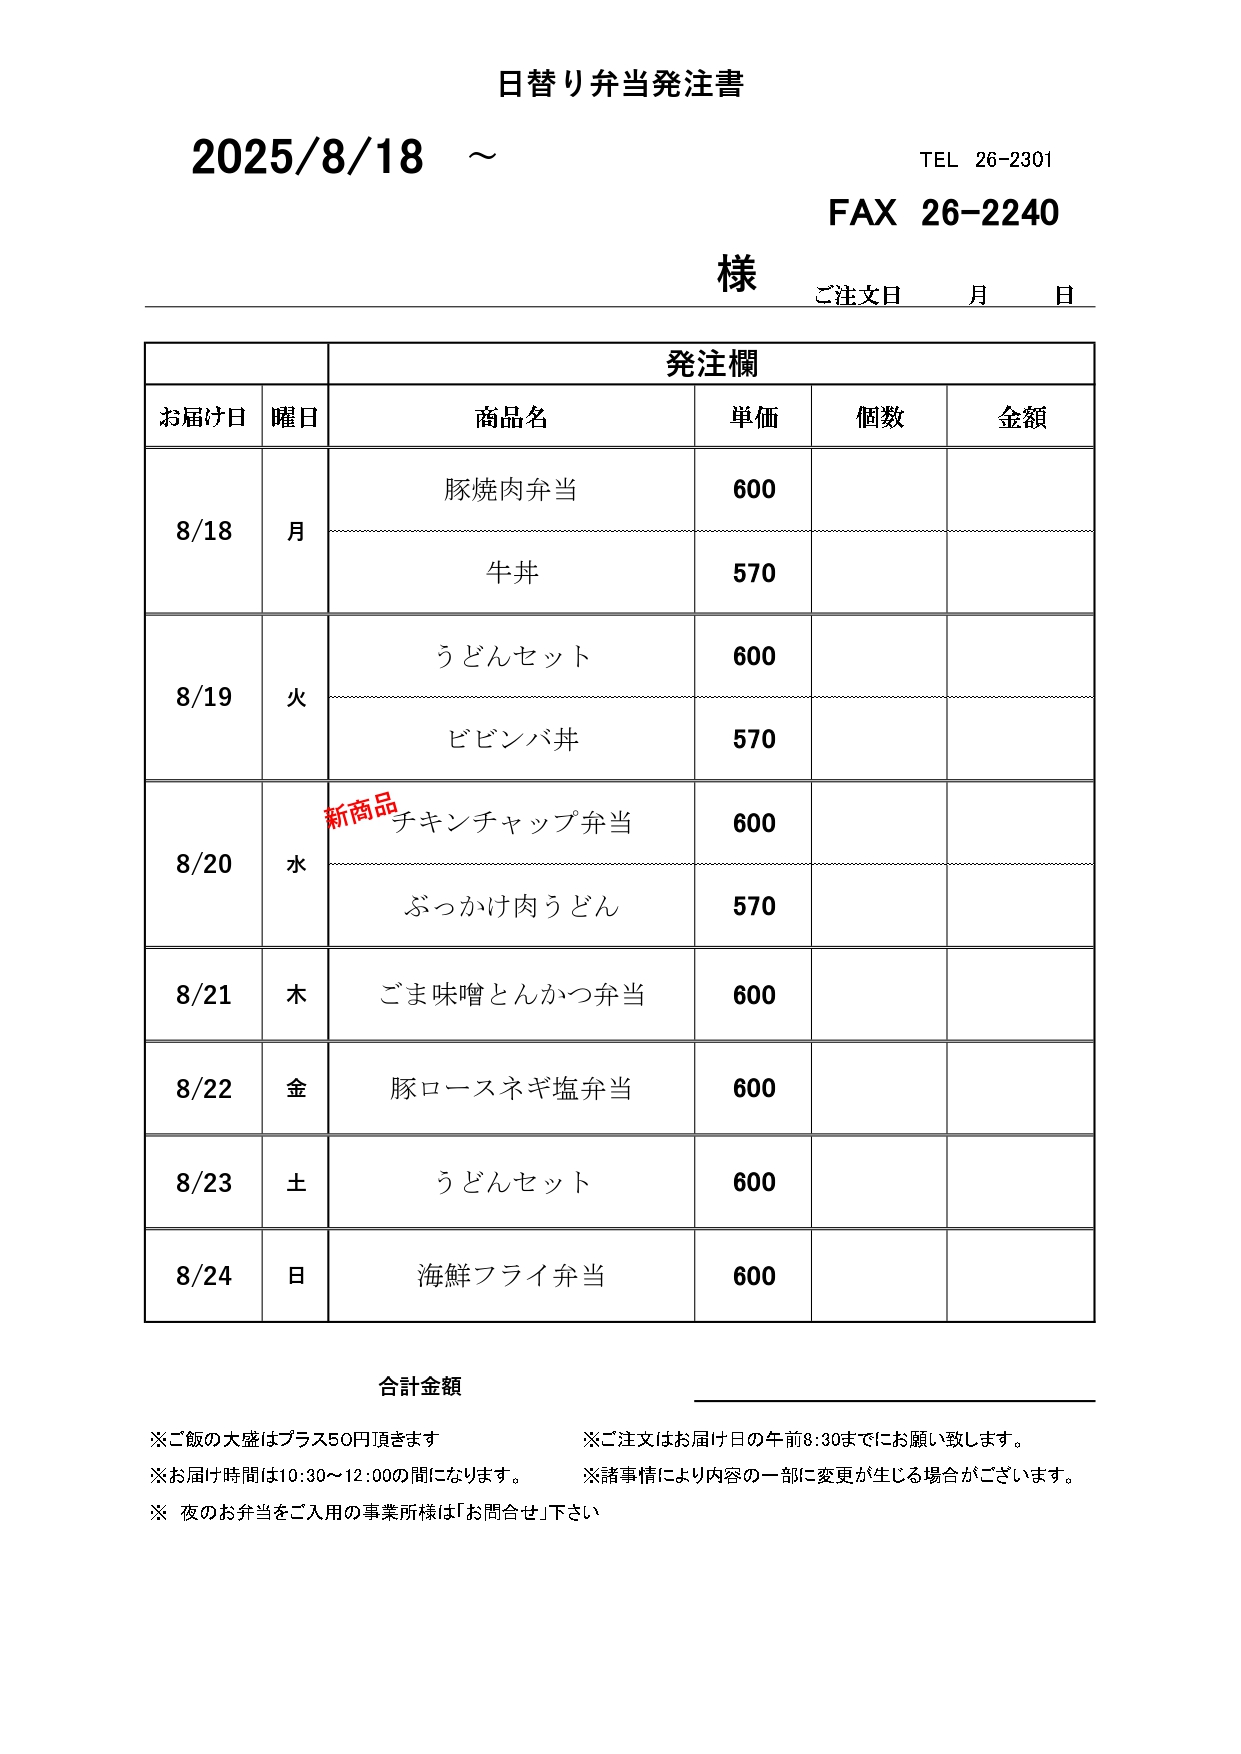 日替り弁当発注書
2025/8/18 ～
TEL 26-2301
FAX 26-2240
様 ご注文日 月 日
発注欄
お届け日 曜日 商品名 単価 個数 金額
8/18 月 豚焼肉弁当 600
牛丼 570
8/19 火 うどんセット 600
ビビンバ丼 570
8/20 水 新商品 チキンチャップ弁当 600
ぶっかけ肉うどん 570
8/21 木 ごま味噌とんかつ弁当 600
8/22 金 豚ロースネギ塩弁当 600
8/23 土 うどんセット 600
8/24 日 海鮮フライ弁当 600
合計金額
※ご飯の大盛はプラス50円頂きます ※ご注文はお届け日の午前8:30までにお願い致します。
※お届け時間は10:30～12:00の間になります。 ※諸事情により内容の一部に変更が生じる場合がございます。
※ 夜のお弁当をご入用の事業所様は「お問合せ」下さい